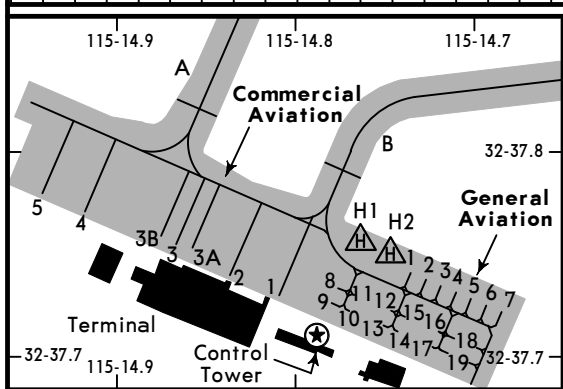 115-14.9 115-14.8 115-14.7
A
Commercial
Aviation
B
32-37.8
General
Aviation
H1 H2
H H
5 4 3B 3 3A 2 1
1 2 3 4 5 6 7
8 11 12 15 16 18
9 10 13 14 17 19
Terminal
Control
Tower
32-37.7 115-14.9 32-37.7